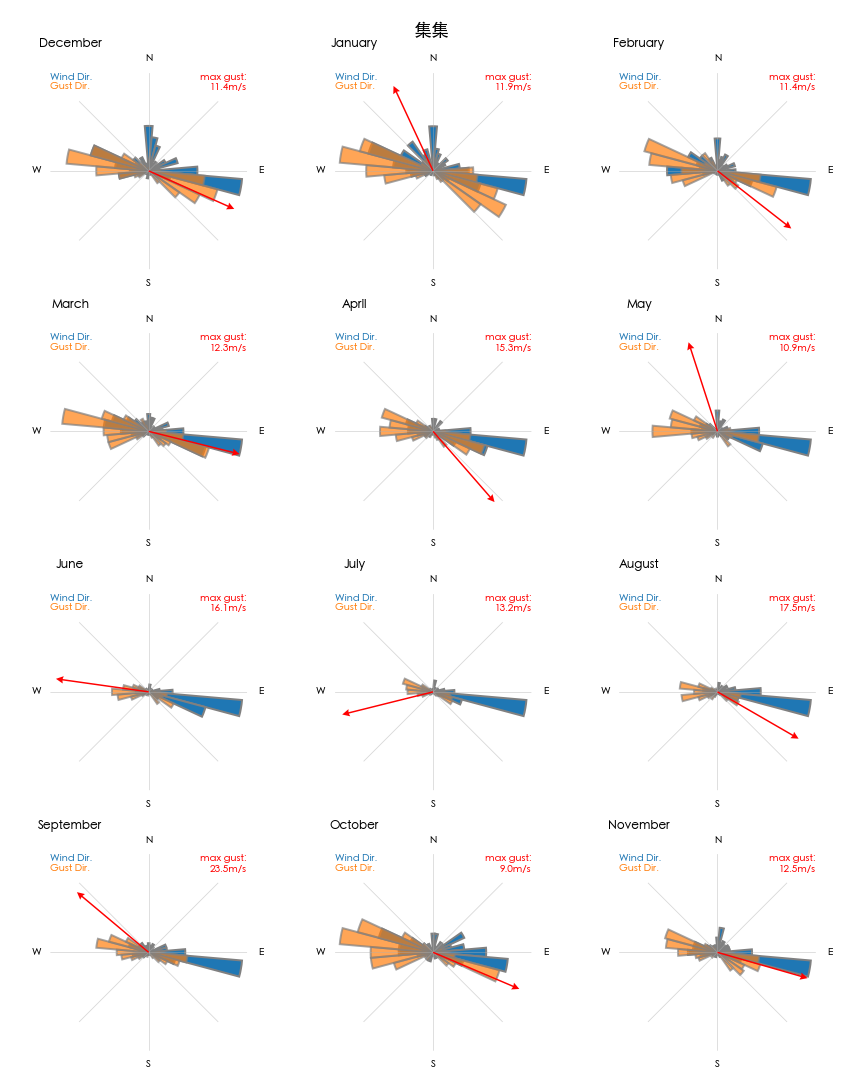 集集
December
N
Wind Dir.
Gust Dir.
max gust:
11.4m/s
W
E
S
January
N
Wind Dir.
Gust Dir.
max gust:
11.9m/s
W
E
S
February
N
Wind Dir.
Gust Dir.
max gust:
11.4m/s
W
E
S
March
N
Wind Dir.
Gust Dir.
max gust:
12.3m/s
W
E
S
April
N
Wind Dir.
Gust Dir.
max gust:
15.3m/s
W
E
S
May
N
Wind Dir.
Gust Dir.
max gust:
10.9m/s
W
E
S
June
N
Wind Dir.
Gust Dir.
max gust:
16.1m/s
W
E
S
July
N
Wind Dir.
Gust Dir.
max gust:
13.2m/s
W
E
S
August
N
Wind Dir.
Gust Dir.
max gust:
17.5m/s
W
E
S
September
N
Wind Dir.
Gust Dir.
max gust:
23.5m/s
W
E
S
October
N
Wind Dir.
Gust Dir.
max gust:
9.0m/s
W
E
S
November
N
Wind Dir.
Gust Dir.
max gust:
12.5m/s
W
E
S